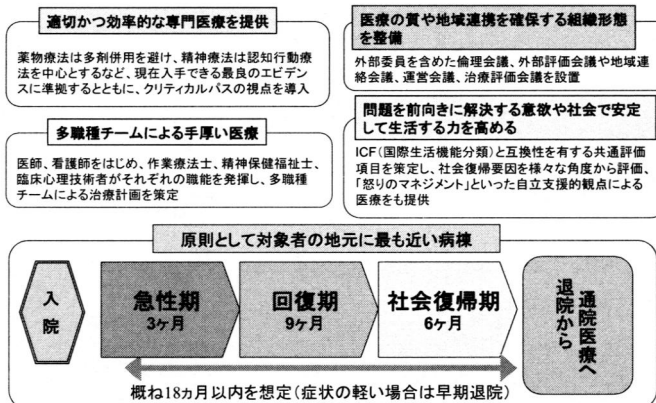 適切かつ効率的な専門医療を提供
薬物療法は多剤併用を避け、精神療法は認知行動療
法を中心とするなど、現在入手できる最良のエビデン
スに準拠するとともに、クリティカルパスの視点を導入
医療の質や地域連携を確保する組織形態
を整備
外部委員を含めた倫理会議、外部評価会議や地域連
絡会議、運営会議、治療評価会議を設置
多職種チームによる手厚い医療
医師、看護師をはじめ、作業療法士、精神保健福祉士、
臨床心理技術者がそれぞれの職能を発揮し、多職種
チームによる治療計画を策定
問題を前向きに解決する意欲や社会で安定
して生活する力を高める
ICF(国際生活機能分類)と互換性を有する共通評価
項目を策定し、社会復帰要因を様々な角度から評価、
「怒りのマネジメント」といった自立支援的観点による
医療をも提供
原則として対象者の地元に最も近い病棟
入院
急性期
3ヶ月
回復期
9ヶ月
社会復帰期
6ヶ月
退院から
通院医療へ
概ね18ヵ月以内を想定(症状の軽い場合は早期退院)